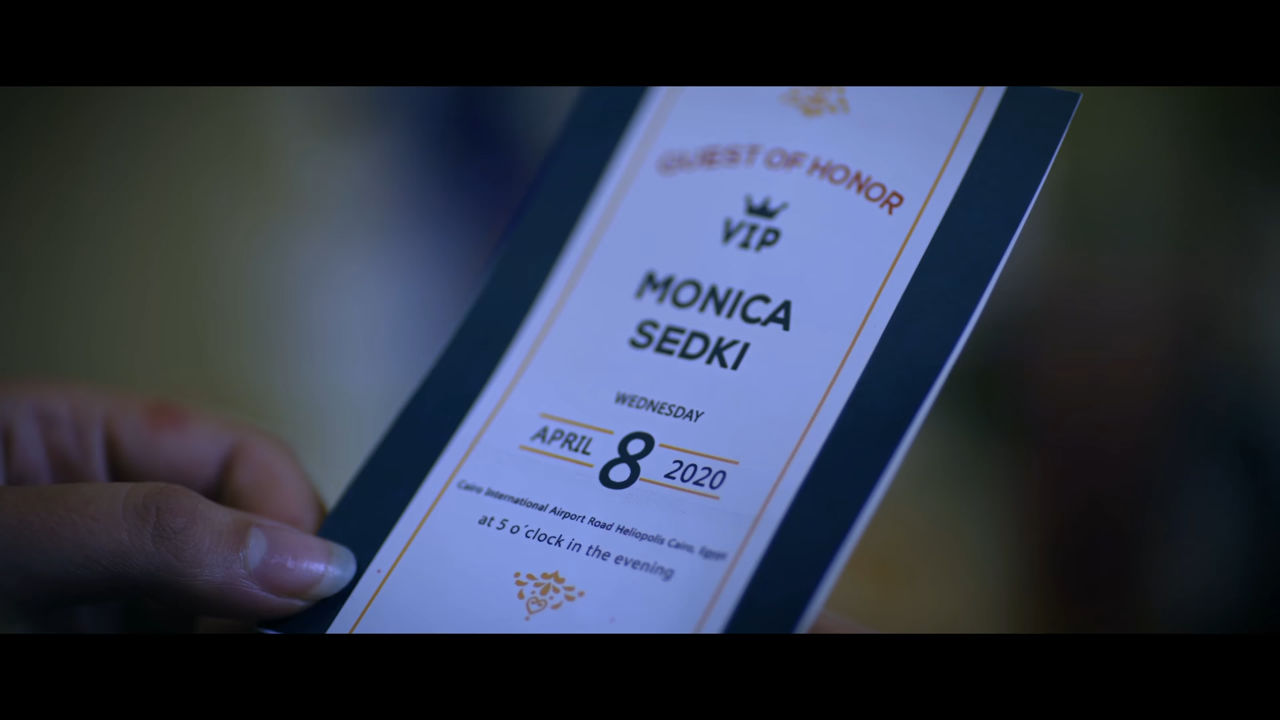 GUEST OF HONOR
VIP
MONICA
SEDKI
WEDNESDAY
APRIL 8 2020
Cairo International Airport Road Heliopolis Cairo, Egypt
at 5 o´clock in the evening